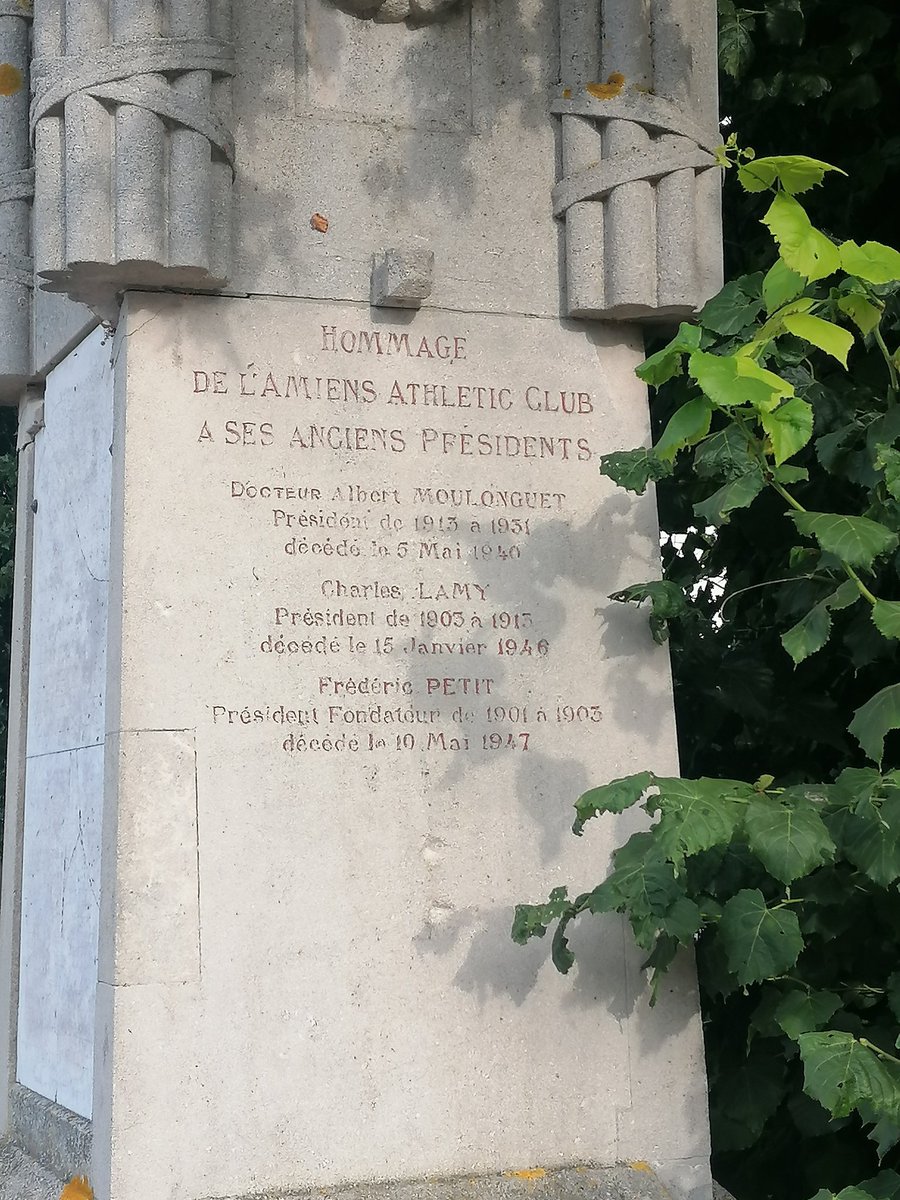 HOMMAGE
DE L'AMIENS ATHLETIC CLUB
A SES ANCIENS PRÉSIDENTS
DOCTEUR Albert MOULONGUET
Président de 1913 à 1931
décédé le 5 Mai 1940
Charles LAMY
Président de 1903 à 1913
décédé le 15 Janvier 1946
Frédéric PETIT
Président Fondateur de 1901 à 1903
décédé le 10 Mai 1947